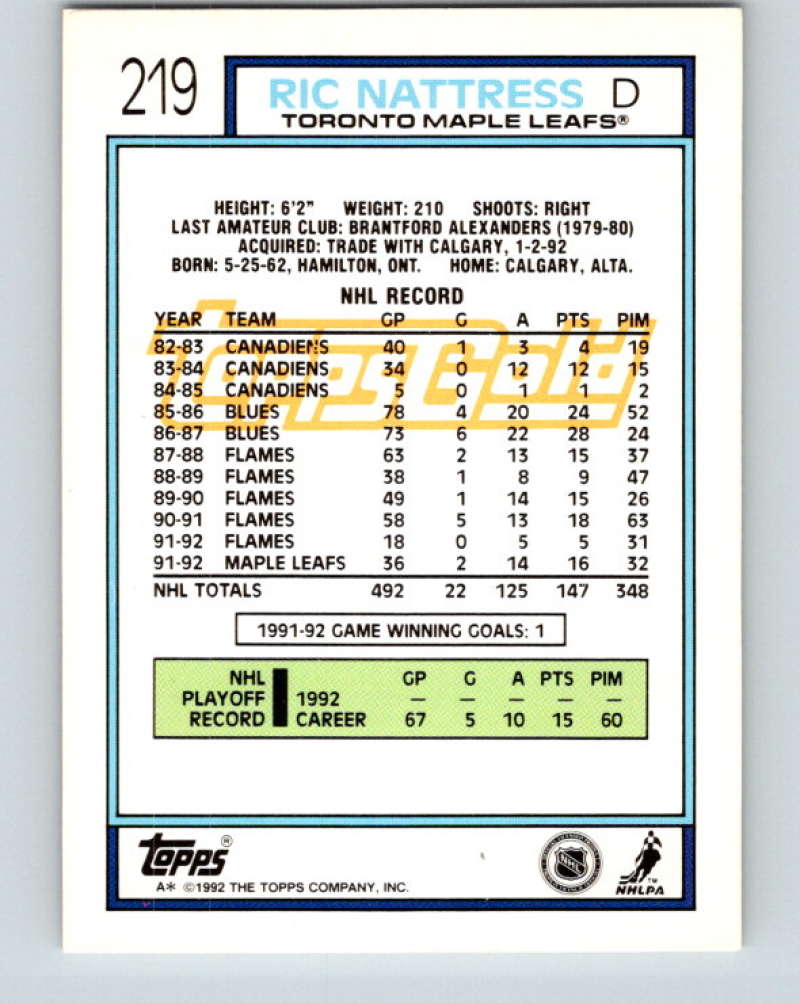 219
RIC NATTRESS D
TORONTO MAPLE LEAFS®
HEIGHT: 6'2" WEIGHT: 210 SHOOTS: RIGHT
LAST AMATEUR CLUB: BRANTFORD ALEXANDERS (1979-80)
ACQUIRED: TRADE WITH CALGARY, 1-2-92
BORN: 5-25-62, HAMILTON, ONT. HOME: CALGARY, ALTA.
NHL RECORD
YEAR TEAM GP G A PTS PIM
82-83 CANADIENS 40 1 3 4 19
83-84 CANADIENS 34 0 12 12 15
84-85 CANADIENS 5 0 1 1 2
85-86 BLUES 78 4 20 24 52
86-87 BLUES 73 6 22 28 24
87-88 FLAMES 63 2 13 15 37
88-89 FLAMES 38 1 8 9 47
89-90 FLAMES 49 1 14 15 26
90-91 FLAMES 58 5 13 18 63
91-92 FLAMES 18 0 5 5 31
91-92 MAPLE LEAFS 36 2 14 16 32
NHL TOTALS 492 22 125 147 348
Topps Gold
1991-92 GAME WINNING GOALS: 1
NHL GP G A PTS PIM
PLAYOFF 1992 — — — — —
RECORD CAREER 67 5 10 15 60
Topps®
A* ©1992 THE TOPPS COMPANY, INC.
NHL
NHLPA™